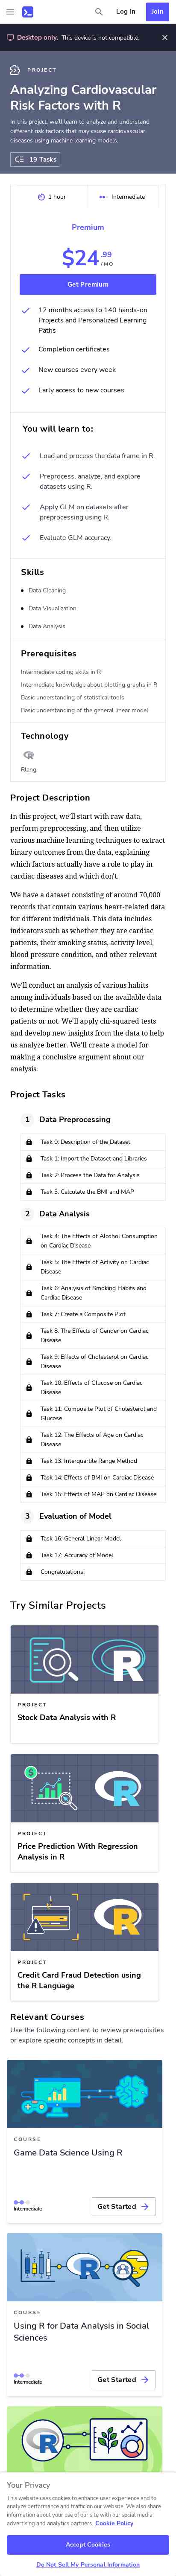 Log In
Join
Desktop only. This device is not compatible.
PROJECT
Analyzing Cardiovascular
Risk Factors with R
In this project, we'll learn to analyze and understand
different risk factors that may cause cardiovascular
diseases using machine learning models.
19 Tasks
1 hour
Intermediate
Premium
$24.99
/MO
Get Premium
12 months access to 140 hands-on
Projects and Personalized Learning
Paths
Completion certificates
New courses every week
Early access to new courses
You will learn to:
Load and process the data frame in R.
Preprocess, analyze, and explore
datasets using R.
Apply GLM on datasets after
preprocessing using R.
Evaluate GLM accuracy.
Skills
Data Cleaning
Data Visualization
Data Analysis
Prerequisites
Intermediate coding skills in R
Intermediate knowledge about plotting graphs in R
Basic understanding of statistical tools
Basic understanding of the general linear model
Technology
Rlang
Project Description
In this project, we'll start with raw data,
perform preprocessing, and then utilize
various machine learning techniques to extract
binary outcomes from the data, explaining
which factors actually have a role to play in
cardiac diseases and which don't.
We have a dataset consisting of around 70,000
records that contain various heart-related data
for different individuals. This data includes
indicators such as whether they are cardiac
patients, their smoking status, activity level,
blood pressure condition, and other relevant
information.
We'll conduct an analysis of various habits
among individuals based on the available data
to determine whether they are cardiac
patients or not. We'll apply chi-squared tests
and develop new insights from the data to help
us analyze better. We'll create a model for
making a conclusive argument about our
analysis.
Project Tasks
1
Data Preprocessing
Task 0: Description of the Dataset
Task 1: Import the Dataset and Libraries
Task 2: Process the Data for Analysis
Task 3: Calculate the BMI and MAP
2
Data Analysis
Task 4: The Effects of Alcohol Consumption
on Cardiac Disease
Task 5: The Effects of Activity on Cardiac
Disease
Task 6: Analysis of Smoking Habits and
Cardiac Disease
Task 7: Create a Composite Plot
Task 8: The Effects of Gender on Cardiac
Disease
Task 9: Effects of Cholesterol on Cardiac
Disease
Task 10: Effects of Glucose on Cardiac
Disease
Task 11: Composite Plot of Cholesterol and
Glucose
Task 12: The Effects of Age on Cardiac
Disease
Task 13: Interquartile Range Method
Task 14: Effects of BMI on Cardiac Disease
Task 15: Effects of MAP on Cardiac Disease
3
Evaluation of Model
Task 16: General Linear Model
Task 17: Accuracy of Model
Congratulations!
Try Similar Projects
PROJECT
Stock Data Analysis with R
PROJECT
Price Prediction With Regression
Analysis in R
PROJECT
Credit Card Fraud Detection using
the R Language
Relevant Courses
Use the following content to review prerequisites
or explore specific concepts in detail.
COURSE
Game Data Science Using R
Intermediate
Get Started
COURSE
Using R for Data Analysis in Social
Sciences
Intermediate
Get Started
Your Privacy
This website uses cookies to enhance user experience and to
analyze performance and traffic on our website. We also share
information about your use of our site with our social media,
advertising and analytics partners. Cookie Policy
Accept Cookies
Do Not Sell My Personal Information